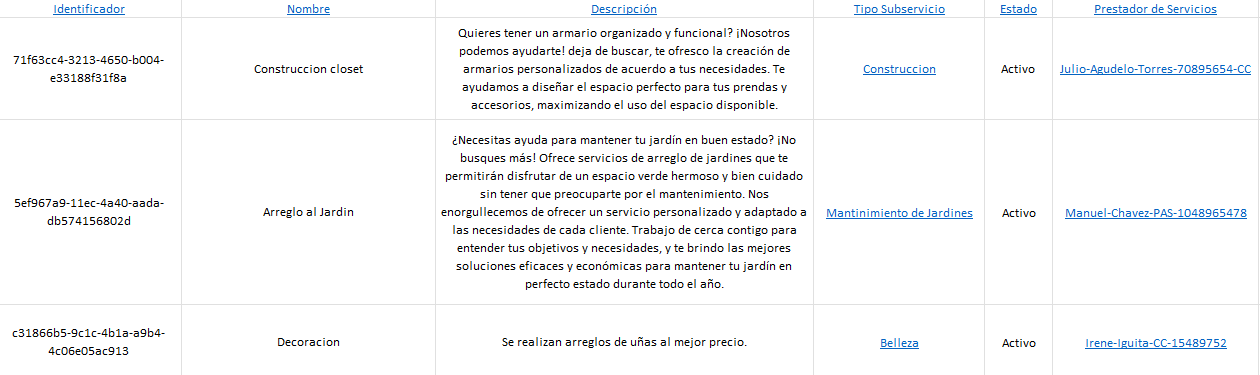 Identificador Nombre Descripción Tipo Subservicio Estado Prestador de Servicios
71f63cc4-3213-4650-b004-
e33188f31f8a
Construccion closet
Quieres tener un armario organizado y funcional? ¡Nosotros
podemos ayudarte! deja de buscar, te ofresco la creación de
armarios personalizados de acuerdo a tus necesidades. Te
ayudamos a diseñar el espacio perfecto para tus prendas y
accesorios, maximizando el uso del espacio disponible.
Construccion
Activo
Julio-Agudelo-Torres-70895654-CC
5ef967a9-11ec-4a40-aada-
db574156802d
Arreglo al Jardin
¿Necesitas ayuda para mantener tu jardín en buen estado? ¡No
busques más! Ofrece servicios de arreglo de jardines que te
permitirán disfrutar de un espacio verde hermoso y bien cuidado
sin tener que preocuparte por el mantenimiento. Nos
enorgullecemos de ofrecer un servicio personalizado y adaptado a
las necesidades de cada cliente. Trabajo de cerca contigo para
entender tus objetivos y necesidades, y te brindo las mejores
soluciones eficaces y económicas para mantener tu jardín en
perfecto estado durante todo el año.
Mantinimiento de Jardines
Activo
Manuel-Chavez-PAS-1048965478
c31866b5-9c1c-4b1a-a9b4-
4c06e05ac913
Decoracion
Se realizan arreglos de uñas al mejor precio.
Belleza
Activo
Irene-Iguita-CC-15489752